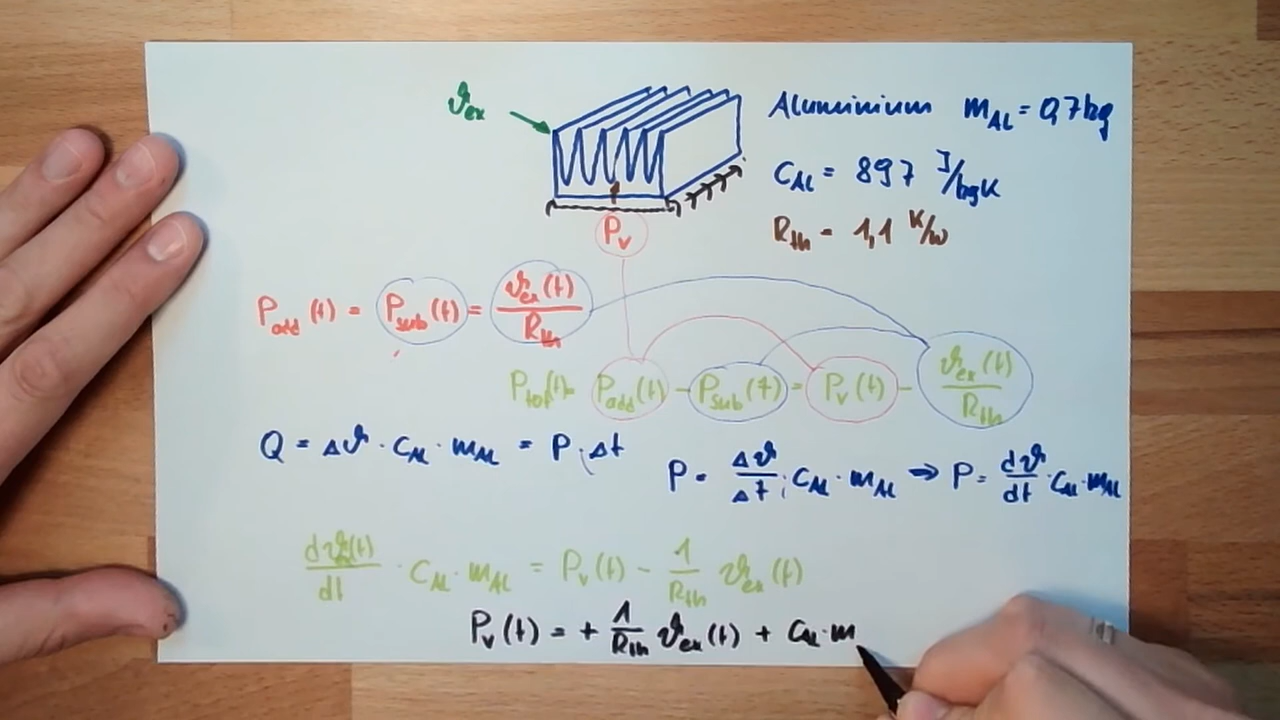 ϑex
Aluminium mAL = 0,7kg
CAL = 897 J/kgK
Rth = 1,1 K/W
Pv
Padd(t) = Psub(t) = ϑex(t)/Rth
Ptot(t) = Padd(t) - Psub(t) = Pv(t) - ϑex(t)/Rth
Q = Δϑ · CAL · mAL = P · Δt
P = Δϑ/Δt · CAL · mAL ⇒ P = dϑ/dt · CAL · mAL
dϑex(t)/dt · CAL · mAL = Pv(t) - 1/Rth ϑex(t)
Pv(t) = + 1/Rth ϑex(t) + CAL · m